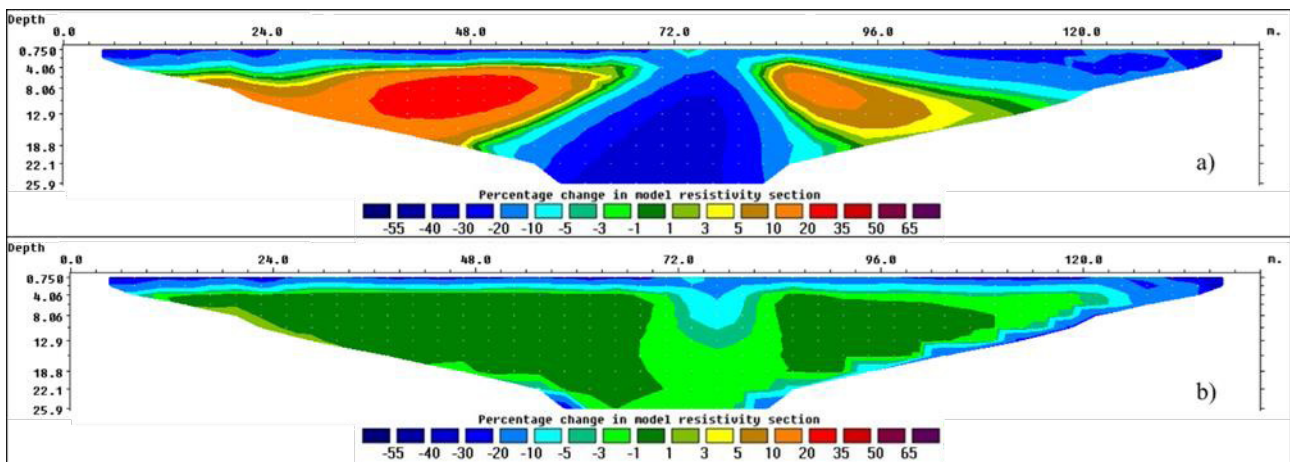 Depth
0.0 24.0 48.0 72.0 96.0 120.0 m.
0.750
4.06
8.06
12.9
18.8
22.1
25.9
a)
Percentage change in model resistivity section
-55 -40 -30 -20 -10 -5 -3 -1 1 3 5 10 20 35 50 65
Depth
0.0 24.0 48.0 72.0 96.0 120.0 m.
0.750
4.06
8.06
12.9
18.8
22.1
25.9
b)
Percentage change in model resistivity section
-55 -40 -30 -20 -10 -5 -3 -1 1 3 5 10 20 35 50 65